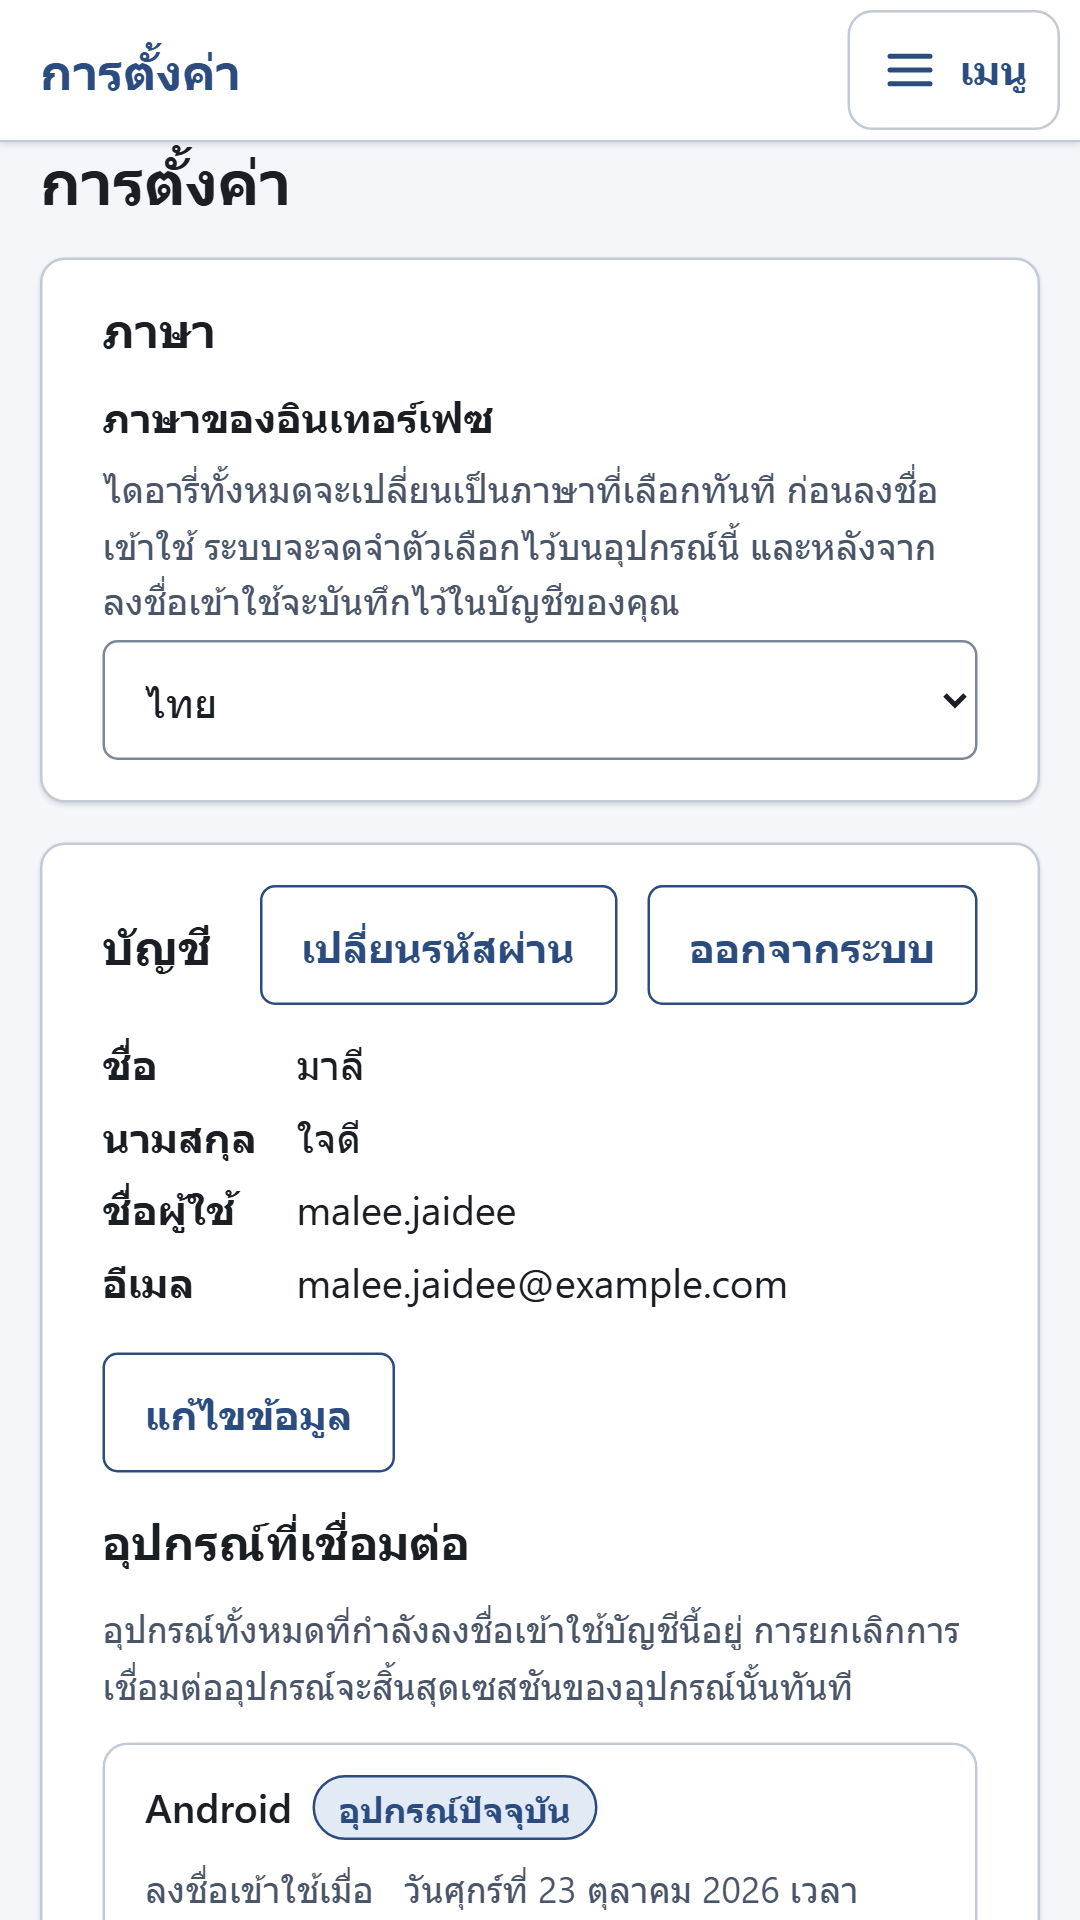 การตั้งค่า
เมนู
การตั้งค่า
ภาษา
ภาษาของอินเทอร์เฟซ
ไดอารี่ทั้งหมดจะเปลี่ยนเป็นภาษาที่เลือกทันที ก่อนลงชื่อ
เข้าใช้ ระบบจะจดจำตัวเลือกไว้บนอุปกรณ์นี้ และหลังจาก
ลงชื่อเข้าใช้จะบันทึกไว้ในบัญชีของคุณ
ไทย
บัญชี
เปลี่ยนรหัสผ่าน
ออกจากระบบ
ชื่อ มาลี
นามสกุล ใจดี
ชื่อผู้ใช้ malee.jaidee
อีเมล malee.jaidee@example.com
แก้ไขข้อมูล
อุปกรณ์ที่เชื่อมต่อ
อุปกรณ์ทั้งหมดที่กำลังลงชื่อเข้าใช้บัญชีนี้อยู่ การยกเลิกการ
เชื่อมต่ออุปกรณ์จะสิ้นสุดเซสชันของอุปกรณ์นั้นทันที
Android อุปกรณ์ปัจจุบัน
ลงชื่อเข้าใช้เมื่อ วันศุกร์ที่ 23 ตุลาคม 2026 เวลา